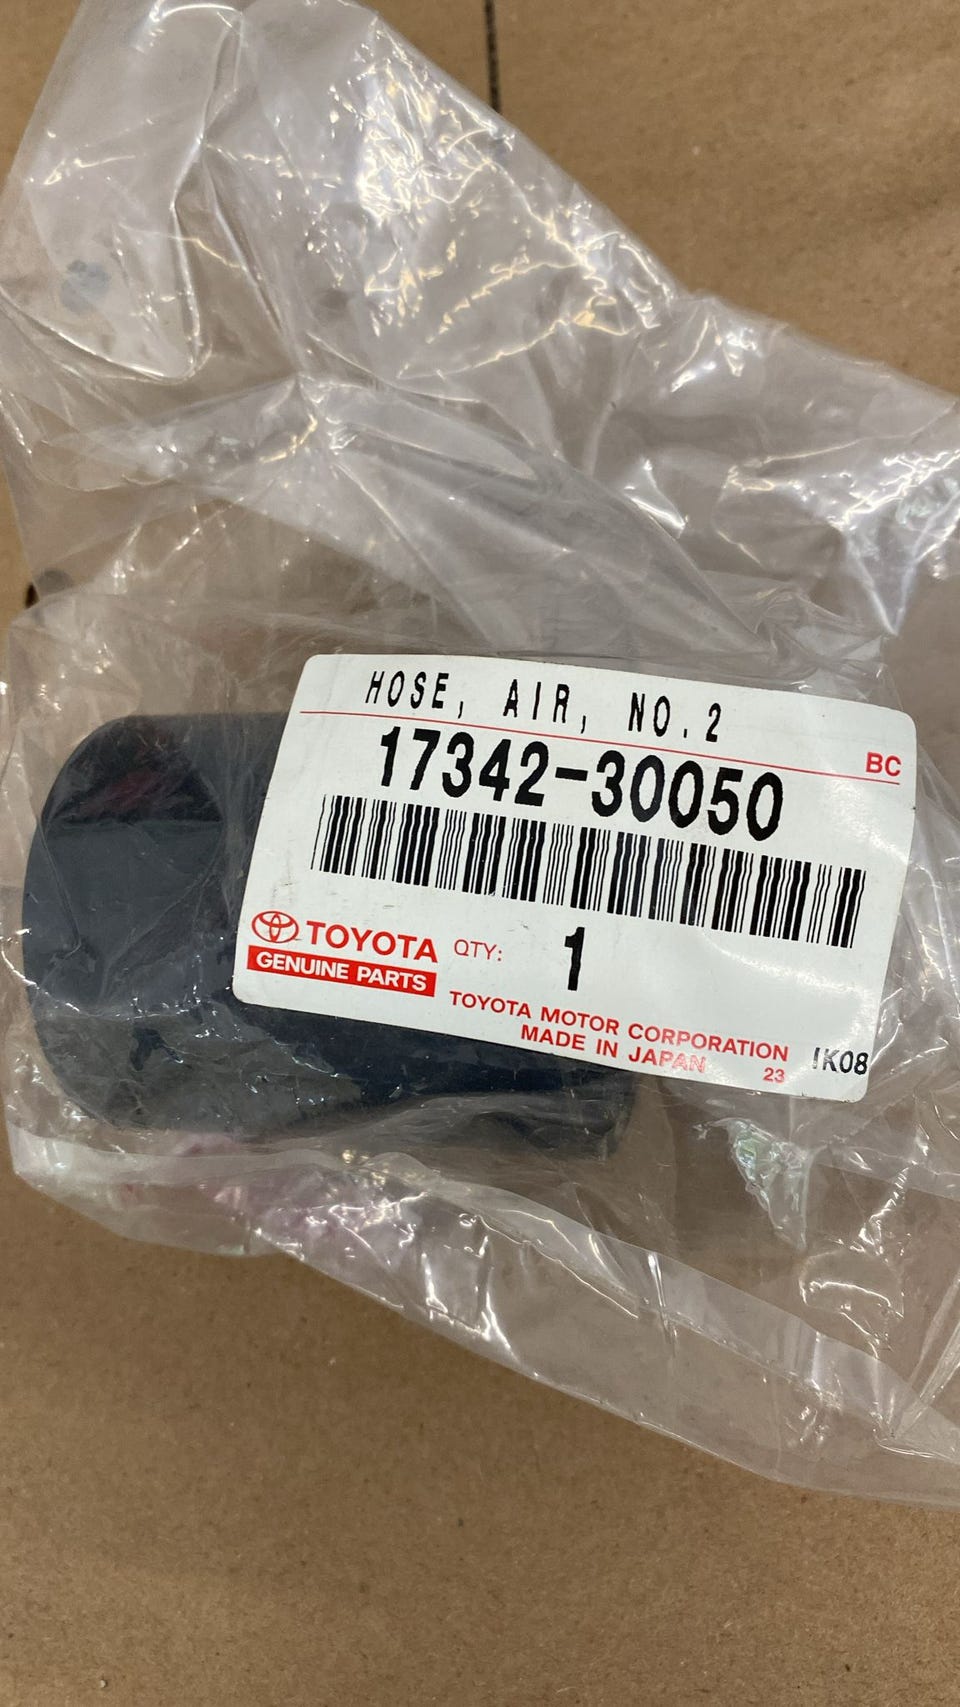 HOSE, AIR, NO.2
BC
17342-30050
TOYOTA
GENUINE PARTS
QTY: 1
TOYOTA MOTOR CORPORATION
MADE IN JAPAN 23
IK08